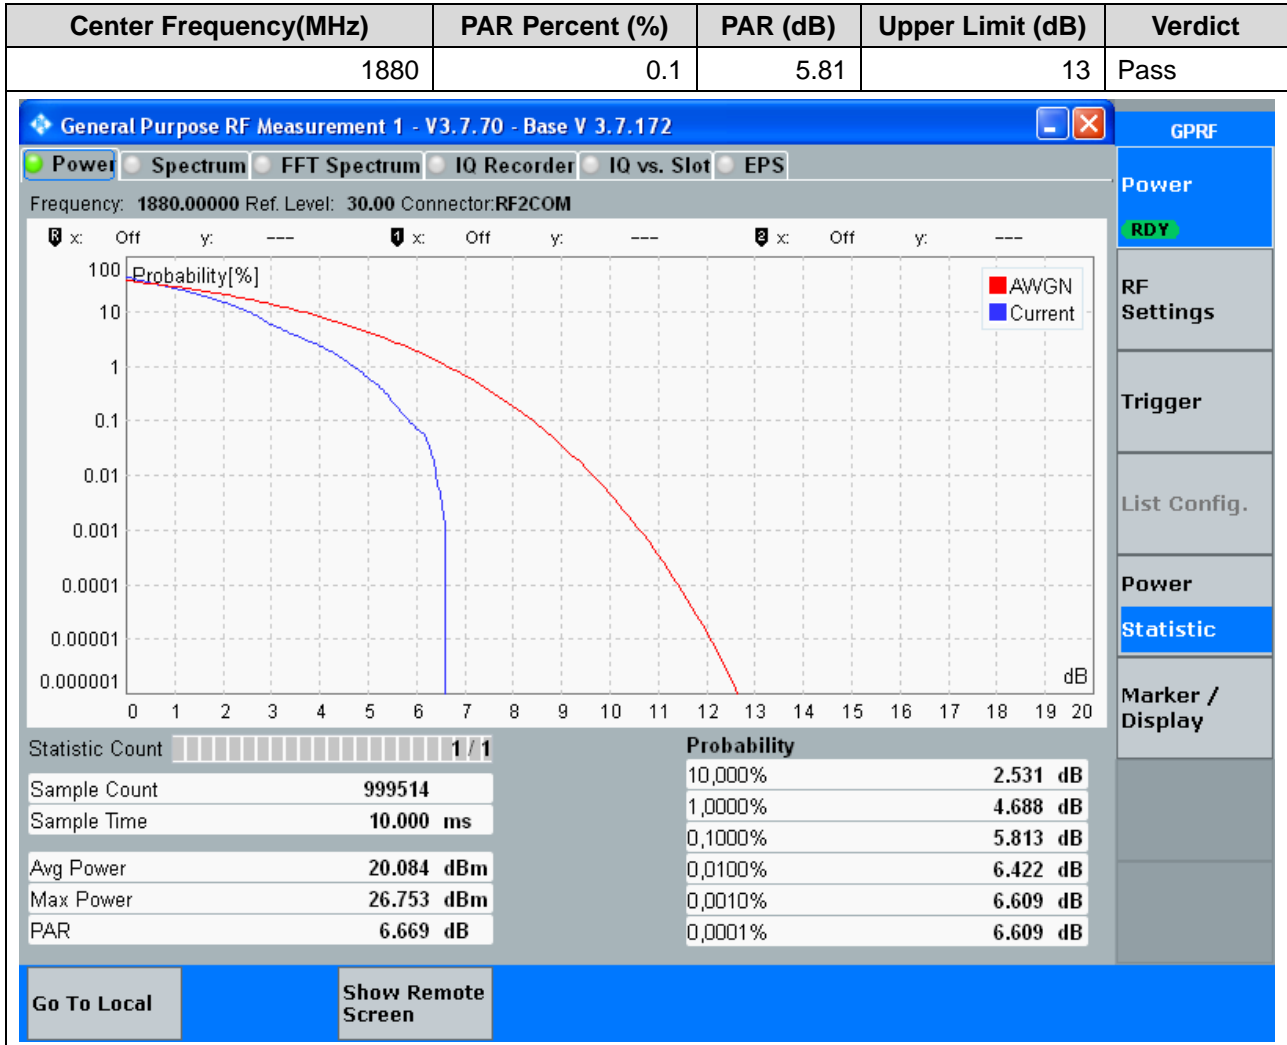 Center Frequency(MHz) PAR Percent (%) PAR (dB) Upper Limit (dB) Verdict
1880 0.1 5.81 13 Pass
General Purpose RF Measurement 1 - V3.7.70 - Base V 3.7.172
GPRF
Power Spectrum FFT Spectrum IQ Recorder IQ vs. Slot EPS
Power
RDY
Frequency: 1880.00000 Ref. Level: 30.00 Connector:RF2COM
R x: Off y: --- 1 x: Off y: --- 2 x: Off y: ---
Probability[%]
AWGN
Current
100
10
1
0.1
0.01
0.001
0.0001
0.00001
0.000001
dB
0 1 2 3 4 5 6 7 8 9 10 11 12 13 14 15 16 17 18 19 20
RF
Settings
Trigger
List Config.
Power
Statistic
Marker /
Display
Statistic Count 1 / 1
Sample Count 999514
Sample Time 10.000 ms
Avg Power 20.084 dBm
Max Power 26.753 dBm
PAR 6.669 dB
Probability
10,000% 2.531 dB
1,0000% 4.688 dB
0,1000% 5.813 dB
0,0100% 6.422 dB
0,0010% 6.609 dB
0,0001% 6.609 dB
Go To Local
Show Remote
Screen